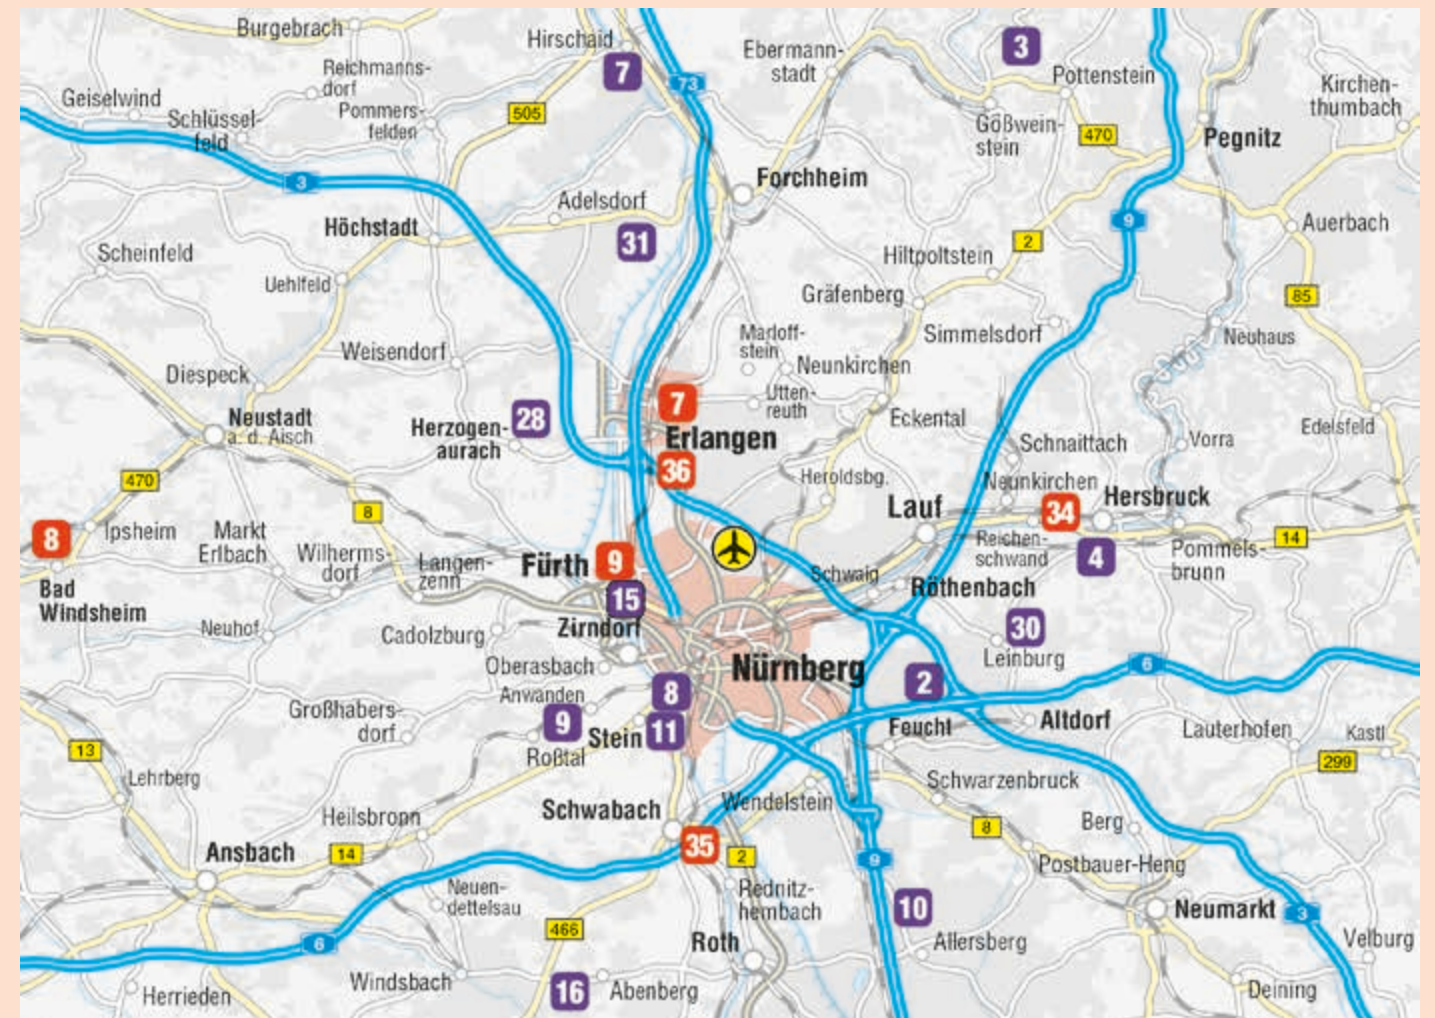 Burgebrach
Hirschaid
7
73
Ebermann-
stadt
3
Pottenstein
Kirchen-
thumbach
Geiselwind
Reichmanns-
dorf
Schlüssel-
feld
Pommers-
felden
505
Gößwein-
stein
470
Pegnitz
3
Forchheim
Adelsdorf
Höchstadt
31
9
2
Auerbach
Scheinfeld
Uehlfeld
Hiltpoltstein
Gräfenberg
85
Simmelsdorf
Neuhaus
Weisendorf
Marloff-
stein
Neunkirchen
Diespeck
Utten-
reuth
7
Erlangen
28
Herzogen-
aurach
Neustadt
a. d. Aisch
Eckental
Edelsfeld
Schnaittach
Vorra
36
Heroldsbg.
Neunkirchen
470
8
Lauf
34
Hersbruck
Reichen-
schwand
4
14
Pommels-
brunn
8
Ipsheim
Bad
Windsheim
Markt
Erlbach
Wilherms-
dorf
Langen-
zenn
Fürth
9
15
Zirndorf
Schwaig
Röthenbach
Neuhof
Cadolzburg
Oberasbach
30
Leinburg
6
Nürnberg
2
Anwanden
8
Großhabers-
dorf
9
Stein
11
Roßtal
Feucht
Altdorf
Lauterhofen
Kastl
299
13
Lehrberg
Schwarzenbruck
Wendelstein
Heilsbronn
Schwabach
8
Berg
Ansbach
14
35
2
9
Postbauer-Heng
Neuen-
dettelsau
Rednitz-
hembach
10
Neumarkt
3
466
Roth
Allersberg
Velburg
6
Windsbach
16
Abenberg
Herrieden
Deining